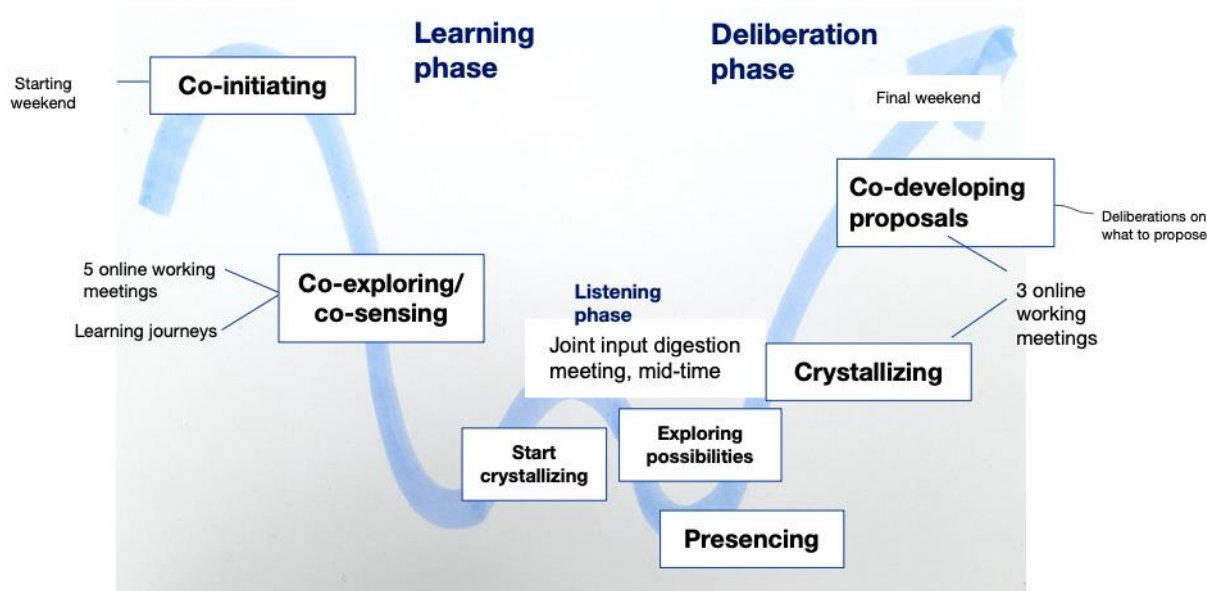 Learning
phase
Deliberation
phase
Starting
weekend
Co-initiating
Final weekend
Co-developing
proposals
Deliberations on
what to propose
5 online working
meetings
Learning journeys
Co-exploring/
co-sensing
Listening
phase
Joint input digestion
meeting, mid-time
3 online
working
meetings
Crystallizing
Start
crystallizing
Exploring
possibilities
Presencing